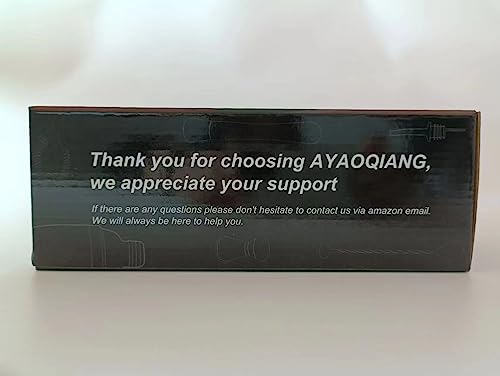 Thank you for choosing AYAOQIANG,
we appreciate your support
If there are any questions please don't hesitate to contact us via amazon email.
We will always be here to help you.